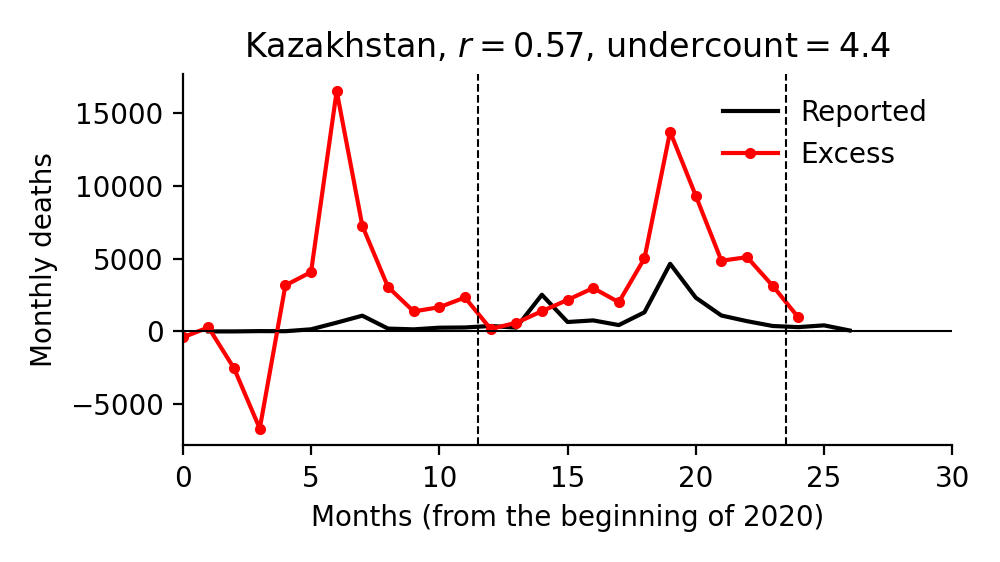 Kazakhstan, r = 0.57, undercount = 4.4
Monthly deaths
15000
10000
5000
0
−5000
Reported
Excess
0 5 10 15 20 25 30
Months (from the beginning of 2020)